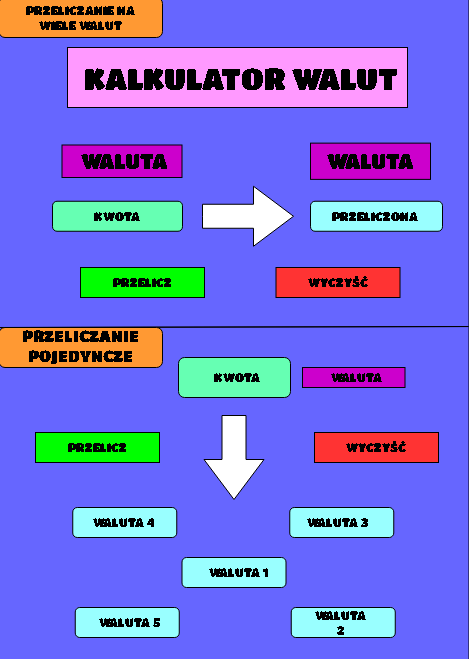 PRZELICZANIE NA
WIELE WALUT
KALKULATOR WALUT
WALUTA
WALUTA
KWOTA
PRZELICZONA
PRZELICZ
WYCZYŚĆ
PRZELICZANIE
POJEDYNCZE
KWOTA
WALUTA
PRZELICZ
WYCZYŚĆ
WALUTA 4
WALUTA 3
WALUTA 1
WALUTA 5
WALUTA
2